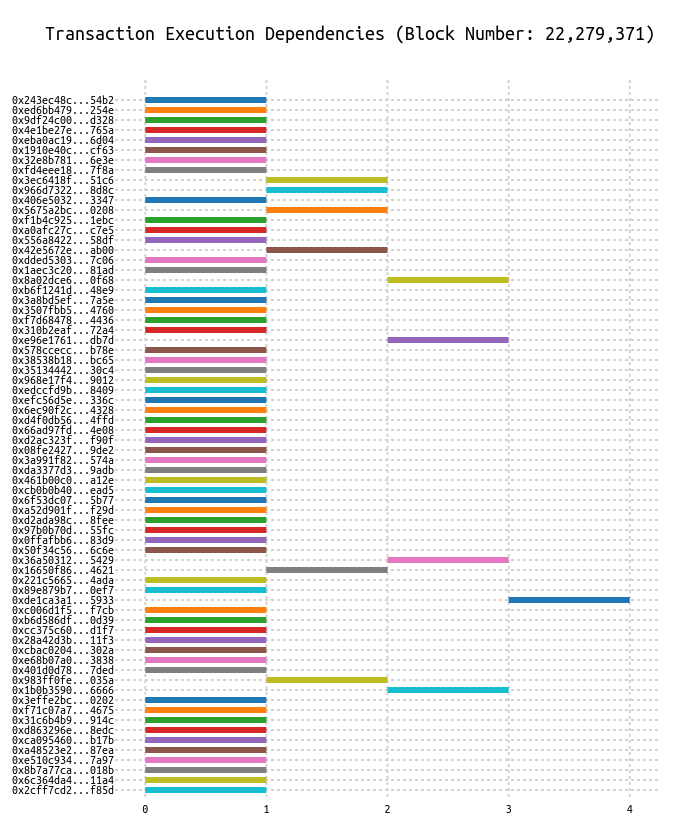 Transaction Execution Dependencies (Block Number: 22,279,371)
0x243ec48c...54b2
0xed6bb479...254e
0x9df24c00...d328
0x4e1be27e...765a
0xeba0ac19...6d04
0x1910e40c...cf63
0x32e8b781...6e3e
0xfd4eee18...7f8a
0x3ec6418f...51c6
0x966d7322...8d8c
0x406e5032...3347
0x5675a2bc...0208
0xf1b4c925...1ebc
0xa0afc27c...c7e5
0x556a8422...58df
0x42e5672e...ab00
0xdded5303...7c06
0x1aec3c20...81ad
0x8a02dce6...0f68
0xb6f1241d...48e9
0x3a8bd5ef...7a5e
0x3507fbb5...4760
0xf7d68478...4436
0x310b2eaf...72a4
0xe96e1761...db7d
0x578ccecc...b78e
0x38538b18...bc65
0x35134442...30c4
0x968e17f4...9012
0xedccfd9b...8409
0xefc56d5e...336c
0x6ec90f2c...4328
0xd4f0db56...4ffd
0x66ad97fd...4e08
0xd2ac323f...f90f
0x08fe2427...9de2
0x3a991f82...574a
0xda3377d3...9adb
0x461b00c0...a12e
0xcb0b0b40...ead5
0x6f53dc07...5b77
0xa52d901f...f29d
0xd2ada98c...8fee
0x97b0b70d...55fc
0x0ffafbb6...83d9
0x50f34c56...6c6e
0x36a50312...5429
0x16650f86...4621
0x221c5665...4ada
0x89e879b7...0ef7
0xde1ca3a1...5933
0xc006d1f5...f7cb
0xb6d586df...0d39
0xcc375c60...d1f7
0x28a42d3b...11f3
0xcbac0204...302a
0xe68b07a0...3838
0x401d0d78...7ded
0x983ff0fe...035a
0x1b0b3590...6666
0x3effe2bc...0202
0xf71c07a7...4675
0x31c6b4b9...914c
0xd863296e...8edc
0xca095460...b17b
0xa48523e2...87ea
0xe510c934...7a97
0x8b7a77ca...018b
0x6c364da4...11a4
0x2cff7cd2...f85d
0 1 2 3 4